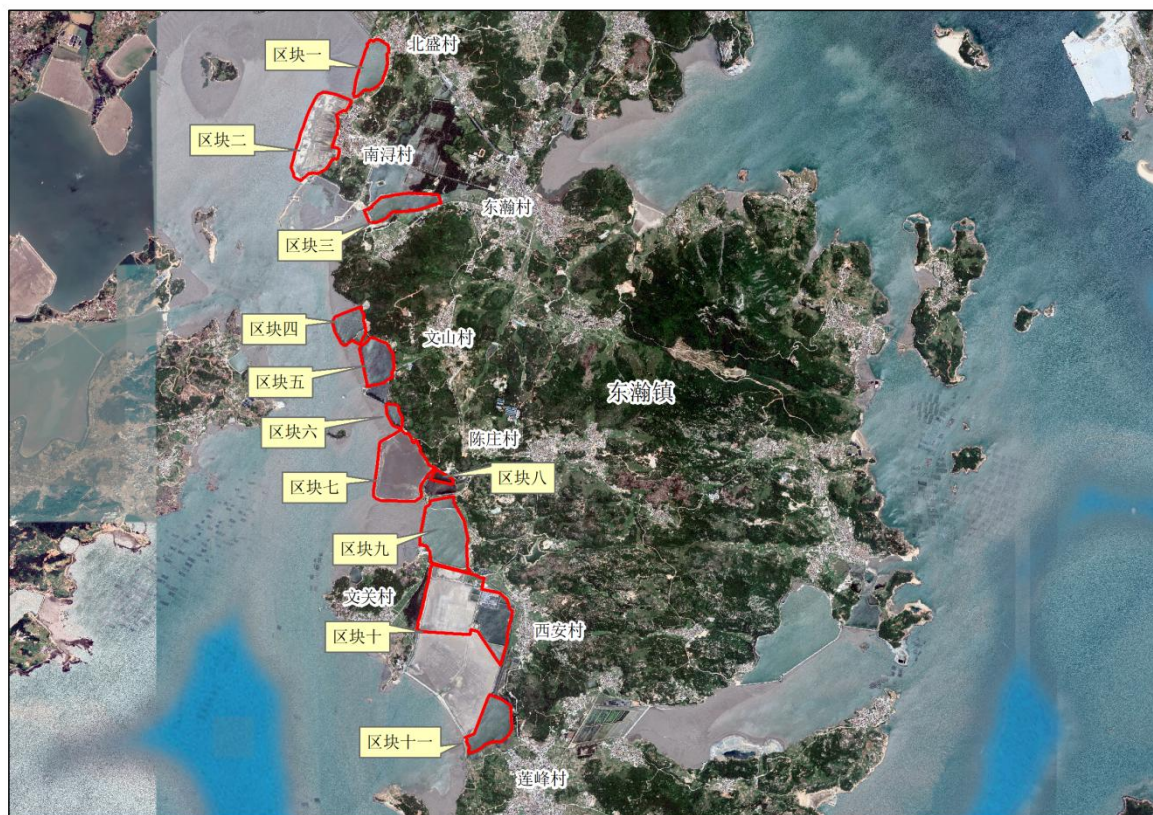 北盛村
区块一
区块二
南浔村
东瀚村
区块三
区块四
文山村
区块五
东瀚镇
区块六
陈庄村
区块八
区块七
区块九
文关村
西安村
区块十
区块十一
莲峰村